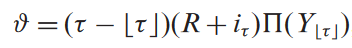 ϑ = (τ − ⌊τ⌋)(R + i_τ)Π(Y_{⌊τ⌋})